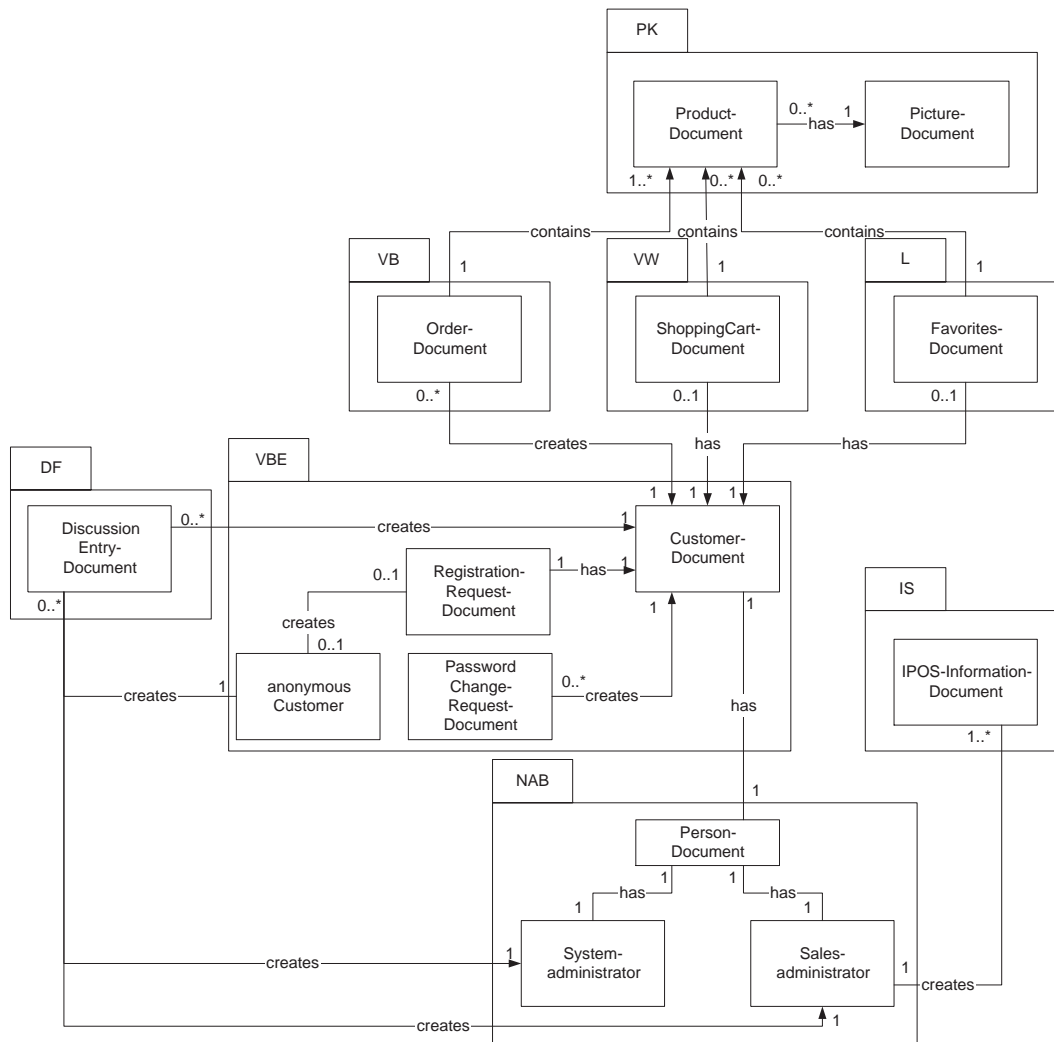 PK
Product-
Document
0..*
1
has
Picture-
Document
1..*
0..*
0..*
contains
contains
contains
VB
1
VW
1
L
1
Order-
Document
ShoppingCart-
Document
Favorites-
Document
0..*
0..1
0..1
creates
has
has
DF
VBE
1
1
1
Discussion
Entry-
Document
0..*
creates
1
Customer-
Document
0..1
Registration-
Request-
Document
1
has
1
0..*
creates
1
1
IS
0..1
anonymous
Customer
1
creates
Password
Change-
Request-
Document
0..*
creates
has
IPOS-Information-
Document
1..*
NAB
1
Person-
Document
1
1
has
has
1
1
System-
administrator
Sales-
administrator
1
creates
1
creates
creates
1